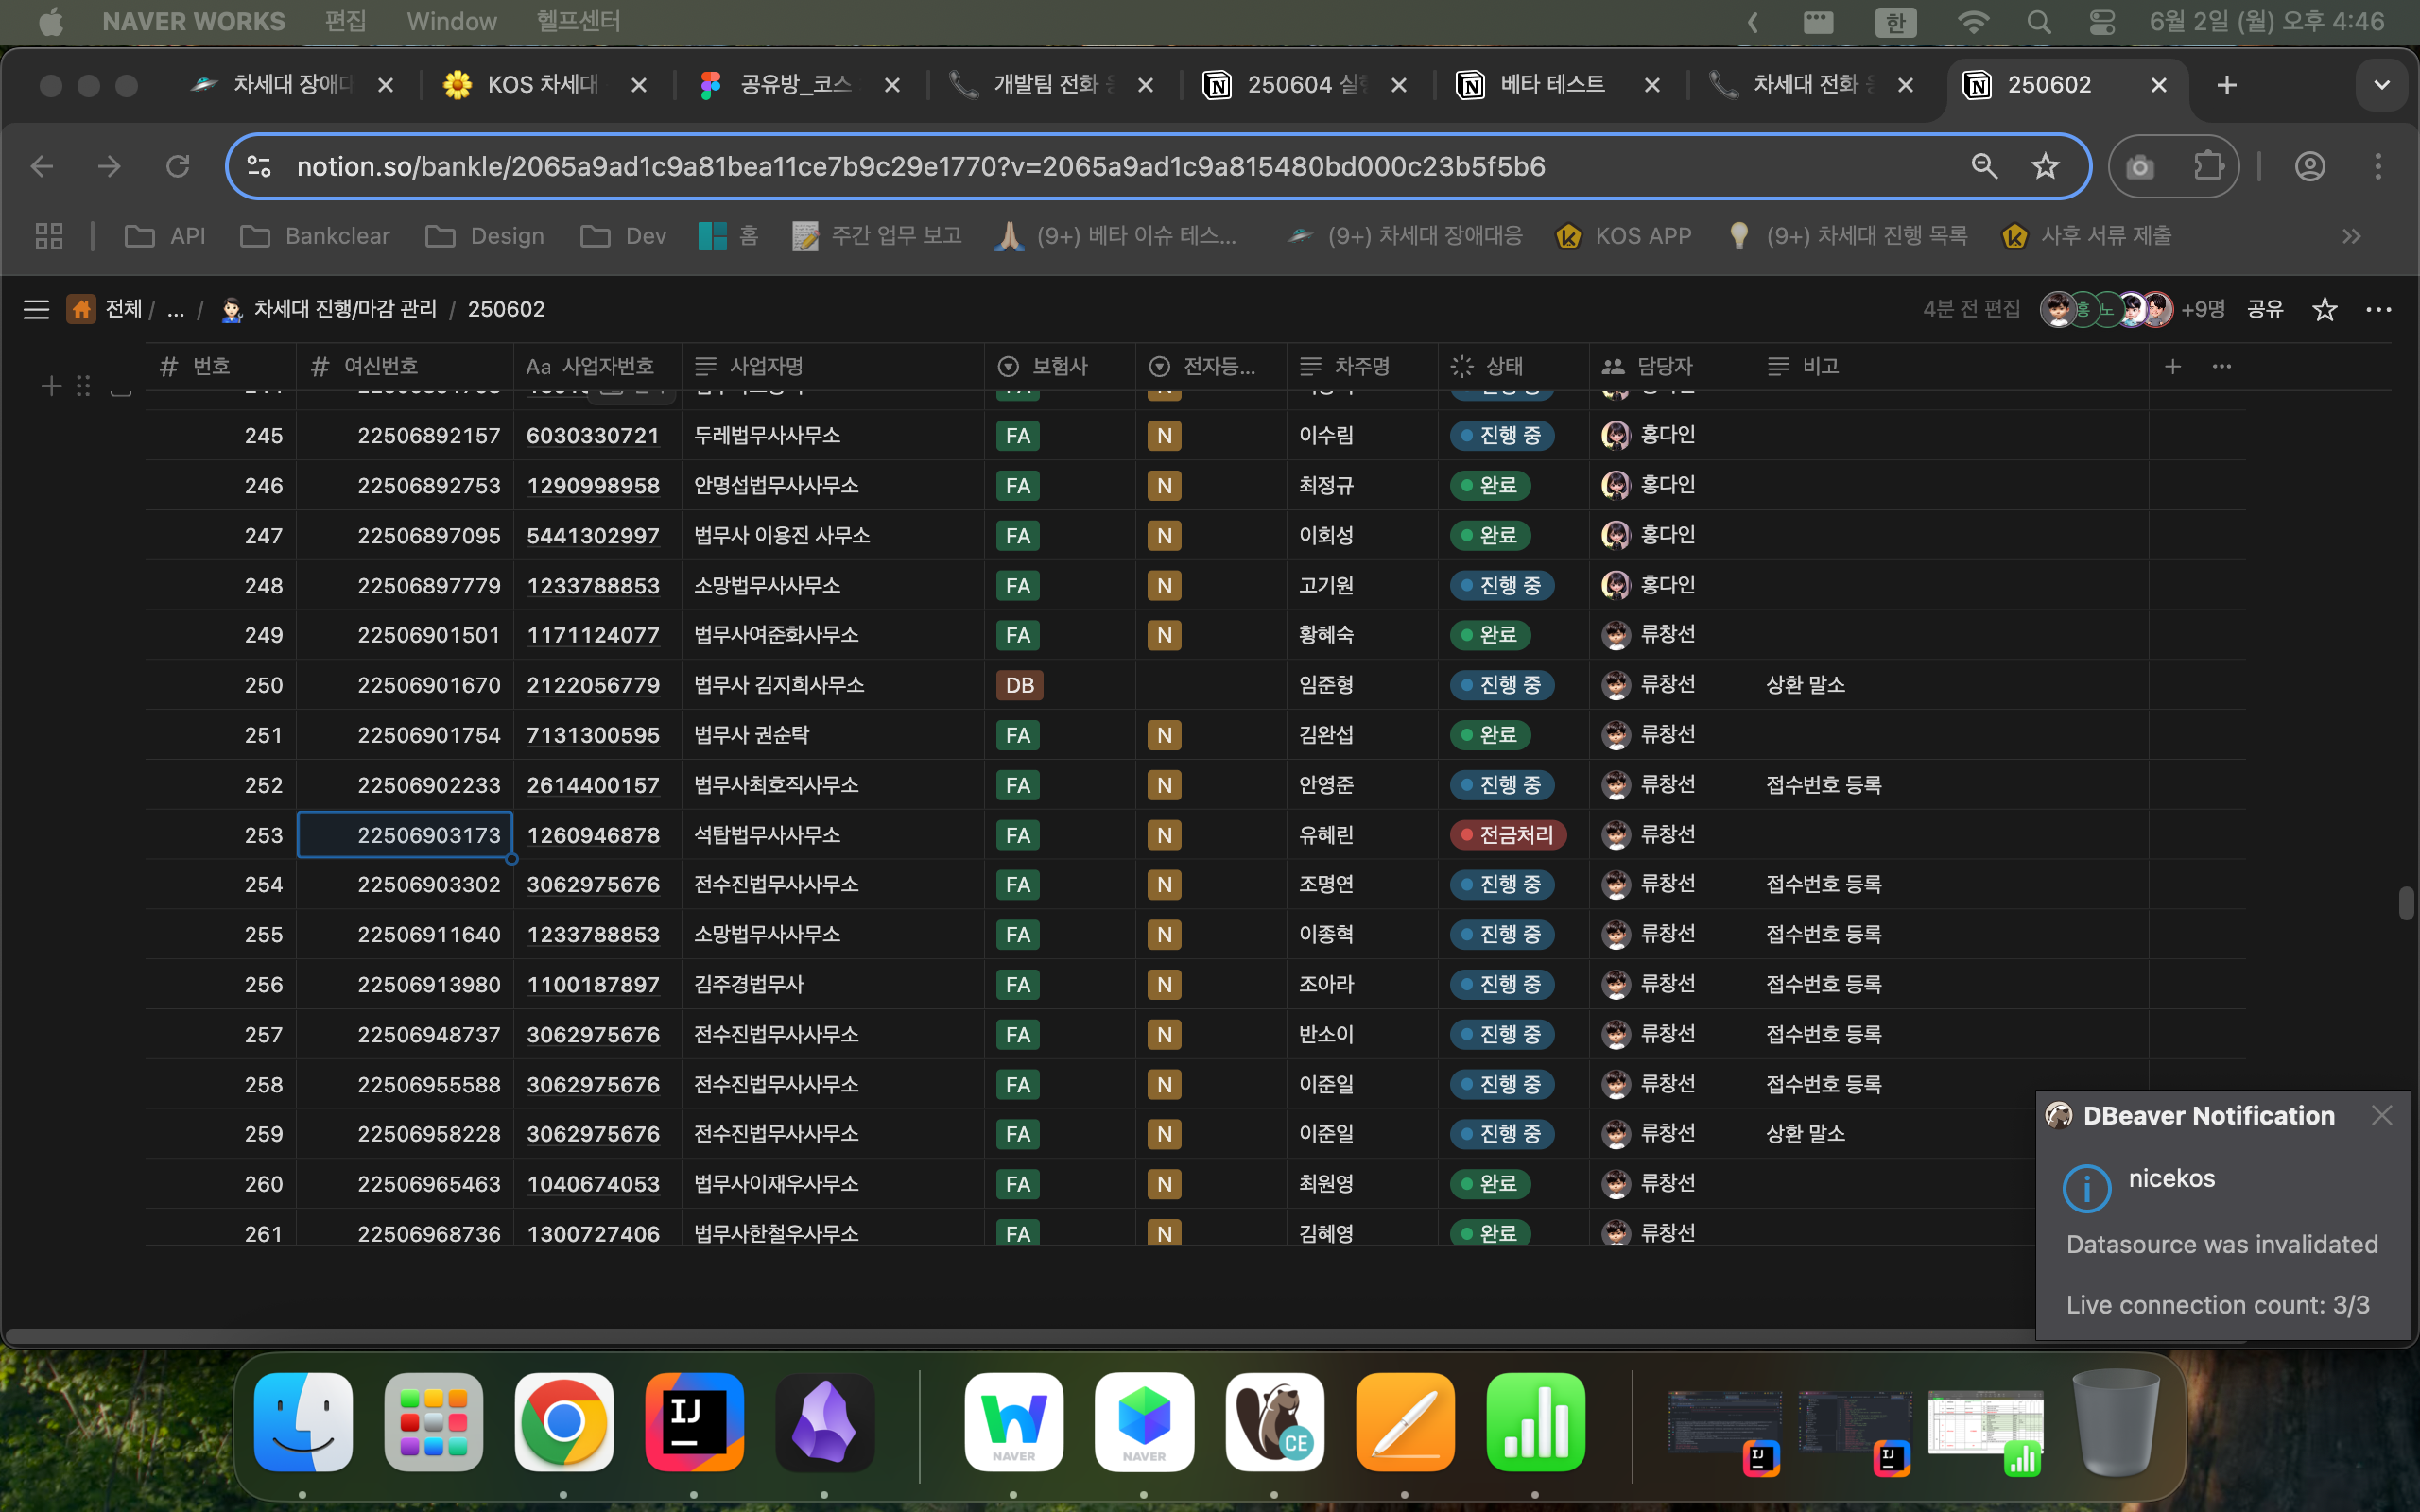 NAVER WORKS 편집 Window 헬프센터 한 6월 2일 (월) 오후 4:46
차세대 장애대 KOS 차세대 공유방_코스 개발팀 전화 250604 실 베타 테스트 차세대 전화 250602
notion.so/bankle/2065a9ad1c9a81bea11ce7b9c29e1770?v=2065a9ad1c9a815480bd000c23b5f5b6
API Bankclear Design Dev 홈 주간 업무 보고 (9+) 베타 이슈 테스... (9+) 차세대 장애대응 KOS APP (9+) 차세대 진행 목록 사후 서류 제출
전체 / ... / 차세대 진행/마감 관리 / 250602 4분 전 편집 홍 노 +9명 공유
# 번호 # 여신번호 Aa 사업자번호 사업자명 보험사 전자등... 차주명 상태 담당자 비고
245 22506892157 6030330721 두레법무사사무소 FA N 이수림 진행 중 홍다인
246 22506892753 1290998958 안명섭법무사사무소 FA N 최정규 완료 홍다인
247 22506897095 5441302997 법무사 이용진 사무소 FA N 이회성 완료 홍다인
248 22506897779 1233788853 소망법무사사무소 FA N 고기원 진행 중 홍다인
249 22506901501 1171124077 법무사여준화사무소 FA N 황혜숙 완료 류창선
250 22506901670 2122056779 법무사 김지희사무소 DB 임준형 진행 중 류창선 상환 말소
251 22506901754 7131300595 법무사 권순탁 FA N 김완섭 완료 류창선
252 22506902233 2614400157 법무사최호직사무소 FA N 안영준 진행 중 류창선 접수번호 등록
253 22506903173 1260946878 석탑법무사사무소 FA N 유혜린 전금처리 류창선
254 22506903302 3062975676 전수진법무사사무소 FA N 조명연 진행 중 류창선 접수번호 등록
255 22506911640 1233788853 소망법무사사무소 FA N 이종혁 진행 중 류창선 접수번호 등록
256 22506913980 1100187897 김주경법무사 FA N 조아라 진행 중 류창선 접수번호 등록
257 22506948737 3062975676 전수진법무사사무소 FA N 반소이 진행 중 류창선 접수번호 등록
258 22506955588 3062975676 전수진법무사사무소 FA N 이준일 진행 중 류창선 접수번호 등록
259 22506958228 3062975676 전수진법무사사무소 FA N 이준일 진행 중 류창선 상환 말소
260 22506965463 1040674053 법무사이재우사무소 FA N 최원영 완료 류창선
261 22506968736 1300727406 법무사한철우사무소 FA N 김혜영 완료 류창선
DBeaver Notification
nicekos
Datasource was invalidated
Live connection count: 3/3
IJ NAVER NAVER CE IJ IJ